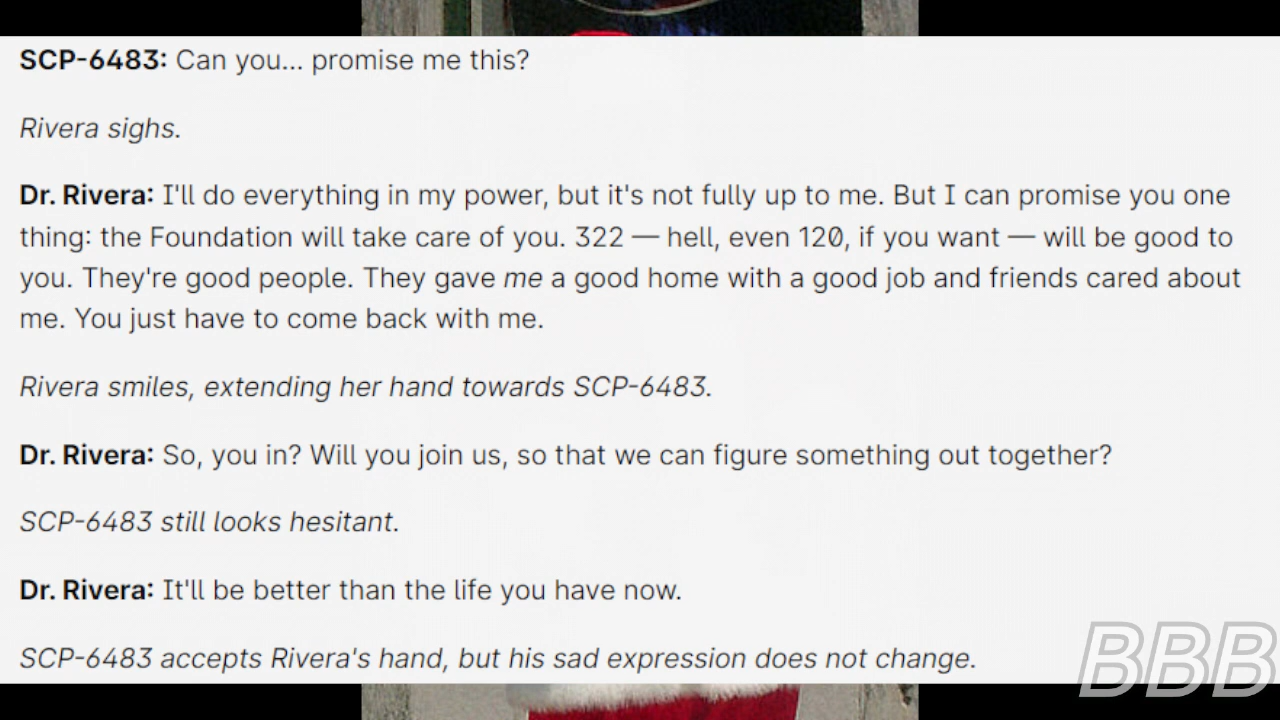 SCP-6483: Can you... promise me this?
Rivera sighs.
Dr. Rivera: I'll do everything in my power, but it's not fully up to me. But I can promise you one
thing: the Foundation will take care of you. 322 — hell, even 120, if you want — will be good to
you. They're good people. They gave me a good home with a good job and friends cared about
me. You just have to come back with me.
Rivera smiles, extending her hand towards SCP-6483.
Dr. Rivera: So, you in? Will you join us, so that we can figure something out together?
SCP-6483 still looks hesitant.
Dr. Rivera: It'll be better than the life you have now.
SCP-6483 accepts Rivera's hand, but his sad expression does not change.
BBB